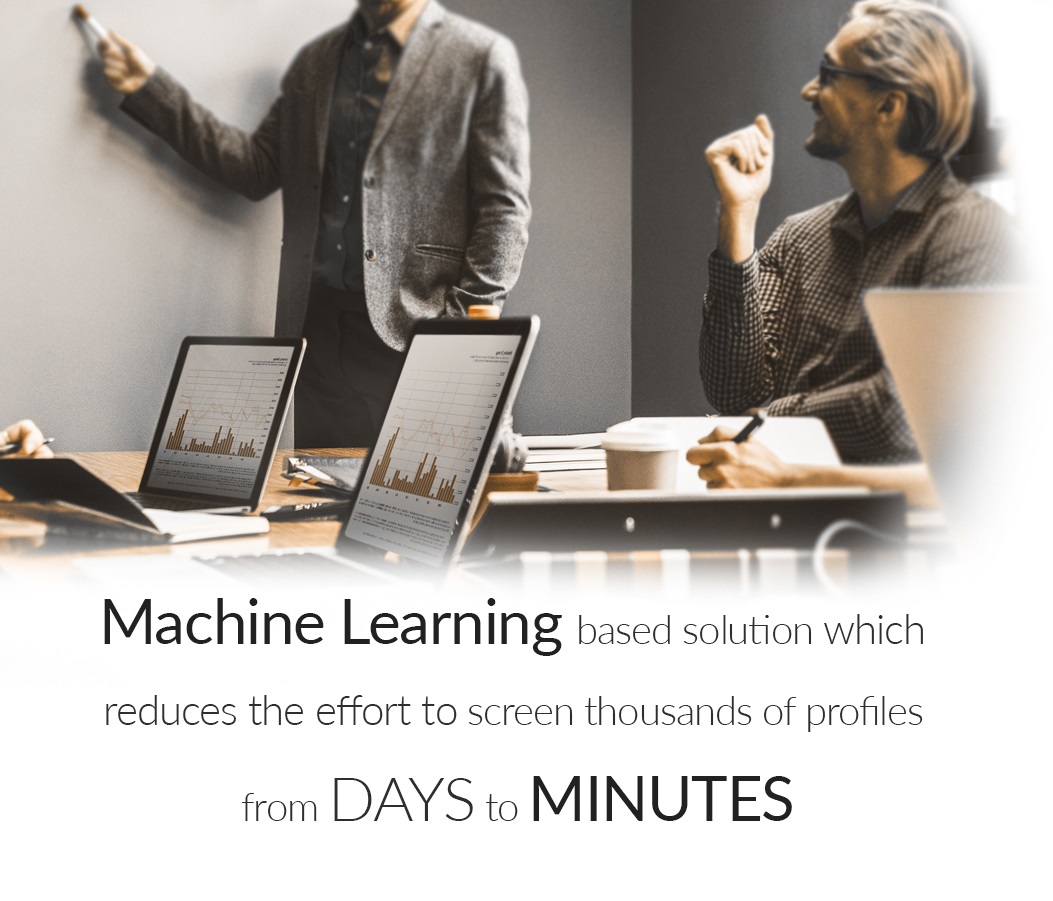 Machine Learning based solution which
reduces the effort to screen thousands of profiles
from DAYS to MINUTES